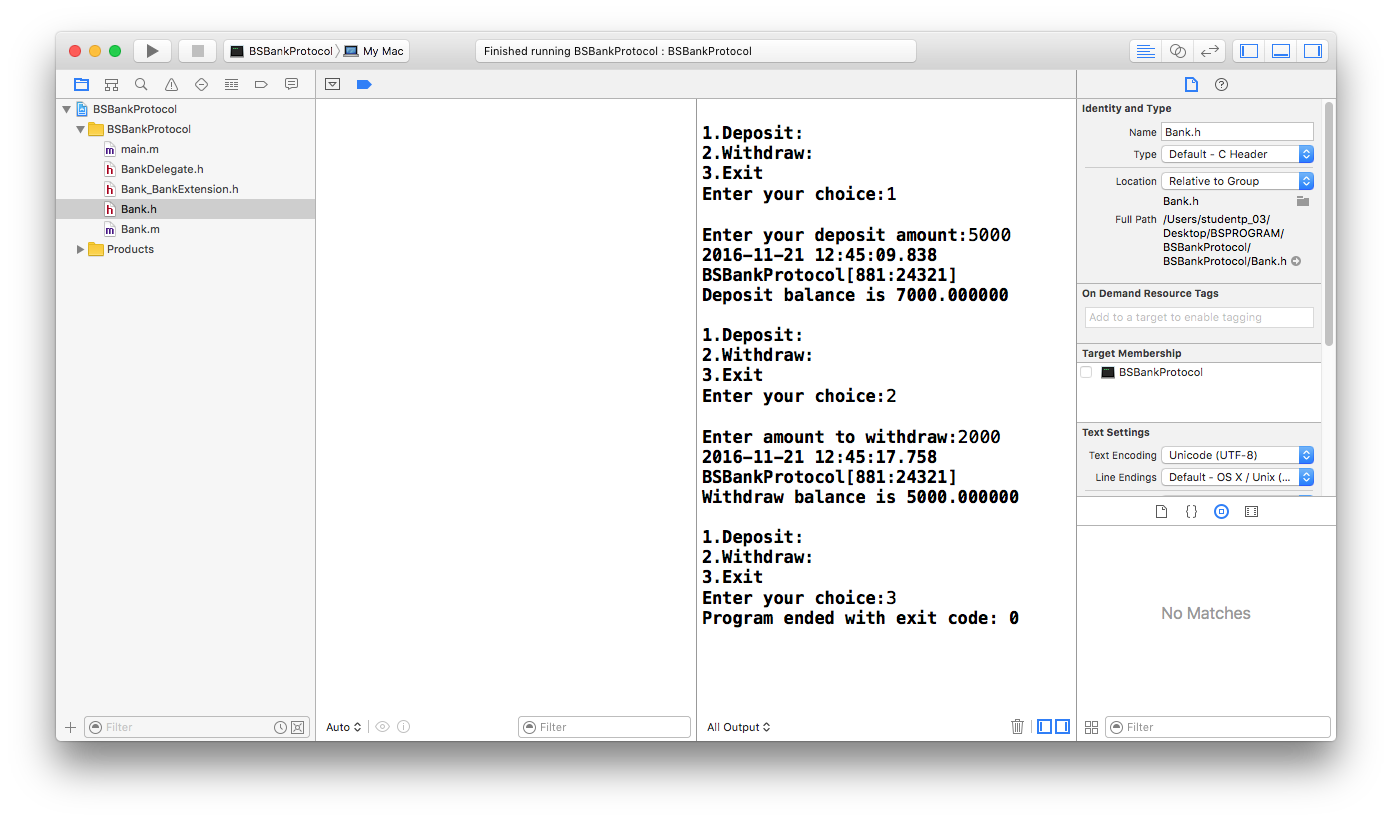 BSBankProtocol
My Mac
Finished running BSBankProtocol : BSBankProtocol
BSBankProtocol
BSBankProtocol
main.m
BankDelegate.h
Bank_BankExtension.h
Bank.h
Bank.m
Products
Filter
Auto
Filter
1.Deposit:
2.Withdraw:
3.Exit
Enter your choice:1
Enter your deposit amount:5000
2016-11-21 12:45:09.838
BSBankProtocol[881:24321]
Deposit balance is 7000.000000
1.Deposit:
2.Withdraw:
3.Exit
Enter your choice:2
Enter amount to withdraw:2000
2016-11-21 12:45:17.758
BSBankProtocol[881:24321]
Withdraw balance is 5000.000000
1.Deposit:
2.Withdraw:
3.Exit
Enter your choice:3
Program ended with exit code: 0
All Output
Identity and Type
Name Bank.h
Type Default - C Header
Location Relative to Group
Bank.h
Full Path /Users/studentp_03/
Desktop/BSPROGRAM/
BSBankProtocol/
BSBankProtocol/Bank.h
On Demand Resource Tags
Add to a target to enable tagging
Target Membership
BSBankProtocol
Text Settings
Text Encoding Unicode (UTF-8)
Line Endings Default - OS X / Unix (...
No Matches
Filter